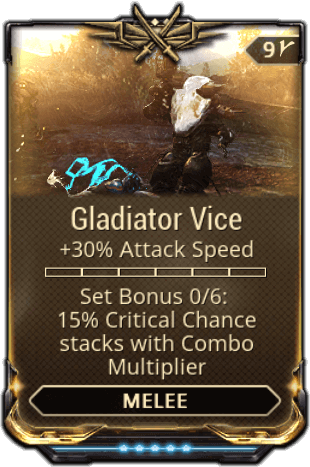 9
Gladiator Vice
+30% Attack Speed
Set Bonus 0/6:
15% Critical Chance
stacks with Combo
Multiplier
MELEE